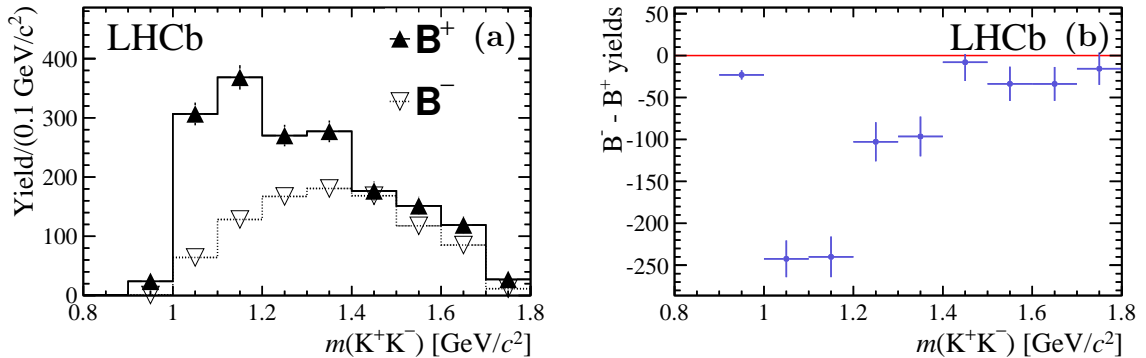 LHCb
(a)
B⁺
B⁻
Yield/(0.1 GeV/c²)
400
300
200
100
0
0.8 1 1.2 1.4 1.6 1.8
m(K⁺K⁻) [GeV/c²]
LHCb (b)
B⁻ - B⁺ yields
50
0
-50
-100
-150
-200
-250
0.8 1 1.2 1.4 1.6 1.8
m(K⁺K⁻) [GeV/c²]